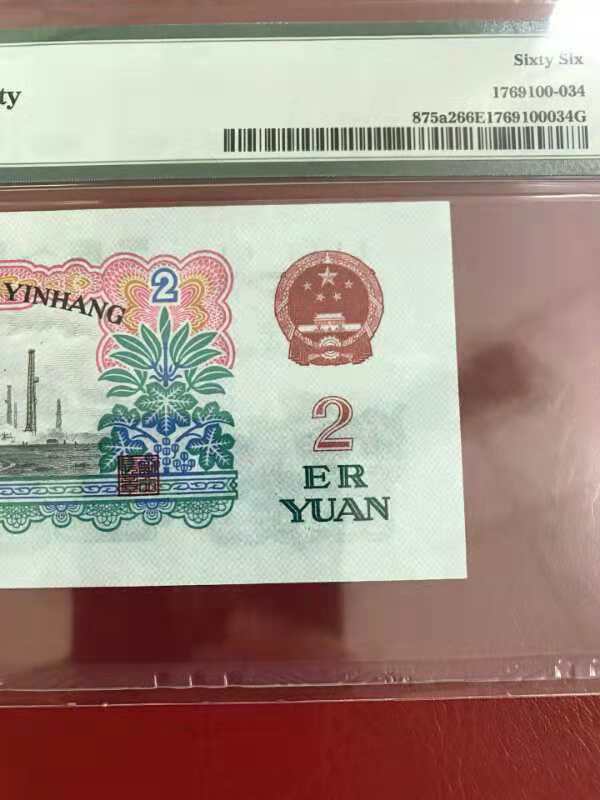 Sixty Six
ty
1769100-034
875a266E1769100034G
YINHANG
2
2
ER
YUAN